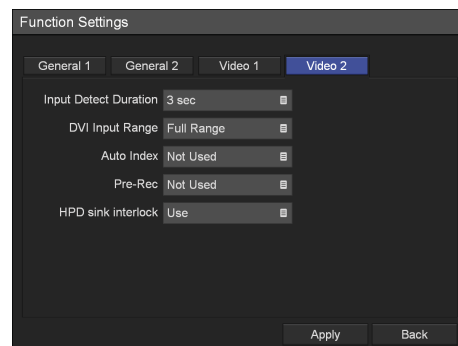 Function Settings
General 1 General 2 Video 1 Video 2
Input Detect Duration 3 sec
DVI Input Range Full Range
Auto Index Not Used
Pre-Rec Not Used
HPD sink interlock Use
Apply Back